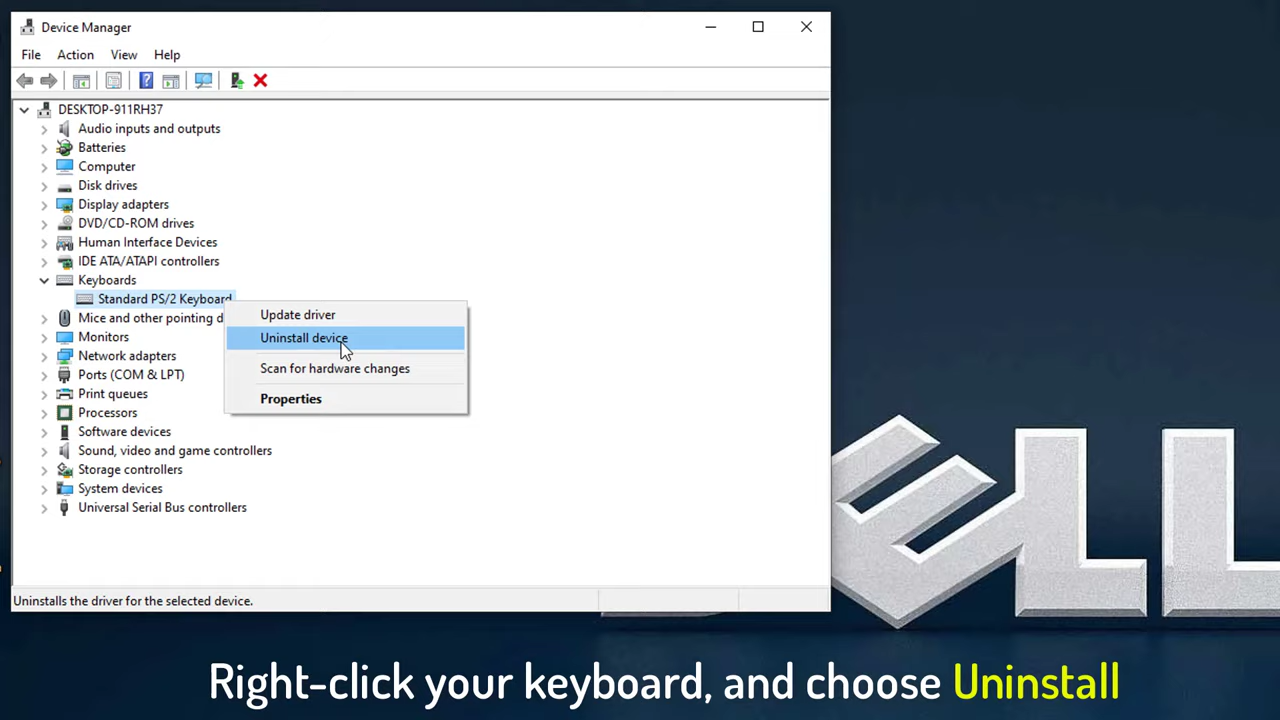 Device Manager
File Action View Help
DESKTOP-911RH37
Audio inputs and outputs
Batteries
Computer
Disk drives
Display adapters
DVD/CD-ROM drives
Human Interface Devices
IDE ATA/ATAPI controllers
Keyboards
Standard PS/2 Keyboard
Mice and other pointing d
Monitors
Network adapters
Ports (COM & LPT)
Print queues
Processors
Software devices
Sound, video and game controllers
Storage controllers
System devices
Universal Serial Bus controllers
Update driver
Uninstall device
Scan for hardware changes
Properties
Uninstalls the driver for the selected device.
ELL
Right-click your keyboard, and choose Uninstall